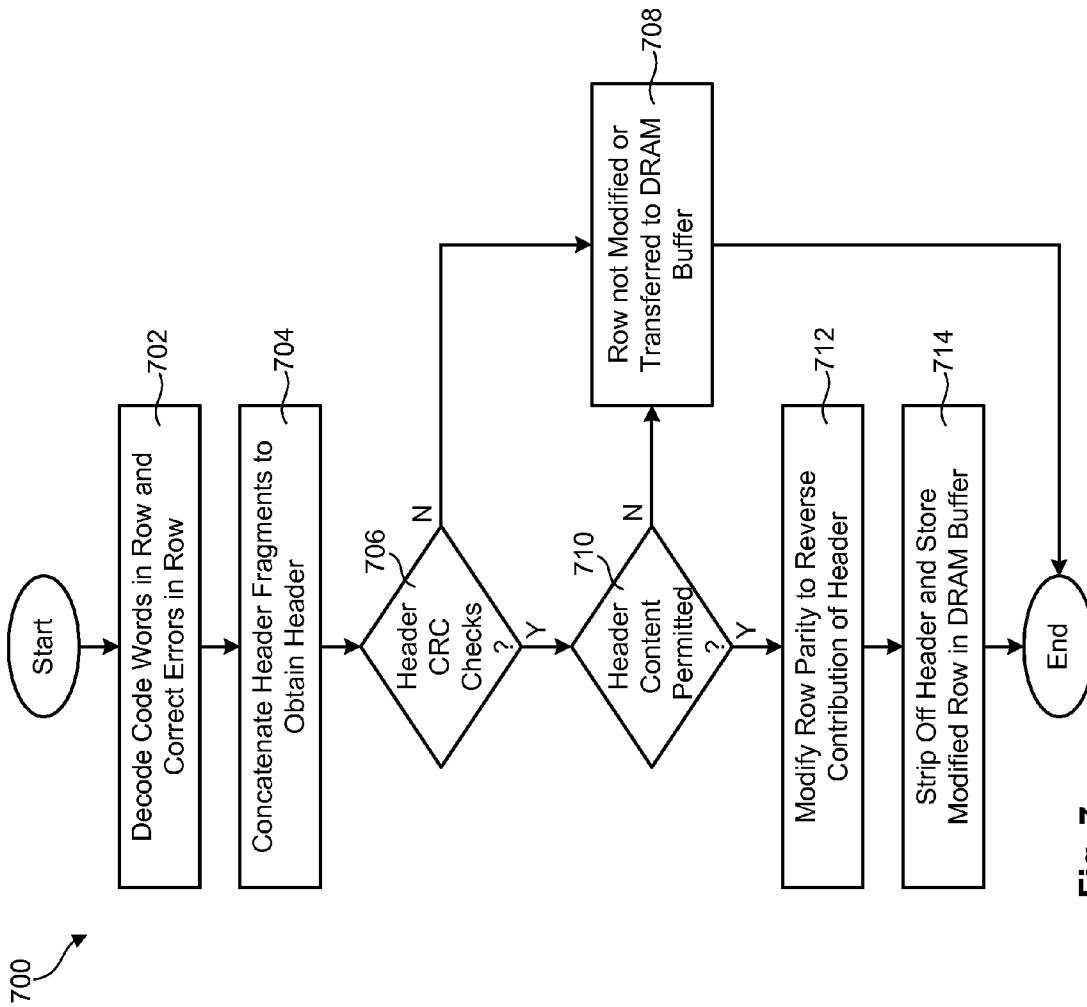 700
Start
Decode Code Words in Row and
Correct Errors in Row
702
Concatenate Header Fragments to
Obtain Header
704
Header
CRC
Checks
?
706
N
Y
Row not Modified or
Transferred to DRAM
Buffer
708
Header
Content
Permitted
?
710
N
Y
Modify Row Parity to Reverse
Contribution of Header
712
Strip Off Header and Store
Modified Row in DRAM Buffer
714
End
Fig. 7